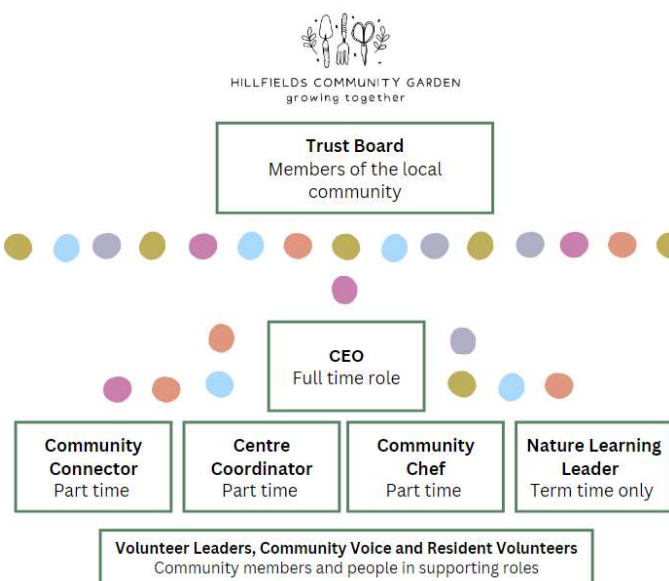 HILLFIELDS COMMUNITY GARDEN
growing together
Trust Board
Members of the local
community
CEO
Full time role
Community
Connector
Part time
Centre
Coordinator
Part time
Community
Chef
Part time
Nature Learning
Leader
Term time only
Volunteer Leaders, Community Voice and Resident Volunteers
Community members and people in supporting roles